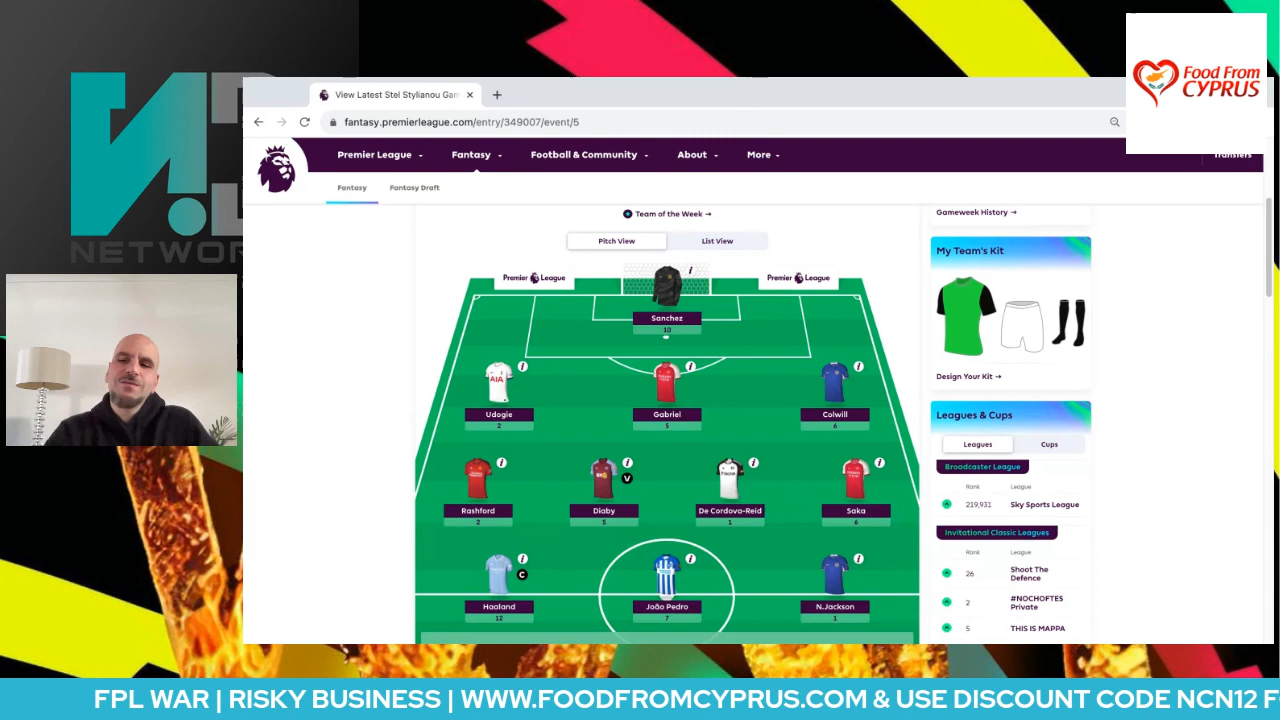 NETWOR
Food From
CYPRUS
View Latest Stel Stylianou Gam
fantasy.premierleague.com/entry/349007/event/5
Premier League
Fantasy
Football & Community
About
More
Transfers
Fantasy
Fantasy Draft
Team of the Week →
Gameweek History →
Pitch View
List View
My Team's Kit
Premier League
Premier League
Sanchez
10
AIA
Udogie
2
Gabriel
5
Colwill
6
Design Your Kit →
Leagues & Cups
Leagues
Cups
Broadcaster League
Rank
League
219,931
Sky Sports League
Rashford
2
V
Diaby
5
De Cordova-Reid
1
Saka
6
Invitational Classic Leagues
Rank
League
26
Shoot The
Defence
2
#NOCHOFTES
Private
5
THIS IS MAPPA
C
Haaland
12
João Pedro
7
N.Jackson
1
FPL WAR | RISKY BUSINESS | WWW.FOODFROMCYPRUS.COM & USE DISCOUNT CODE NCN12 F